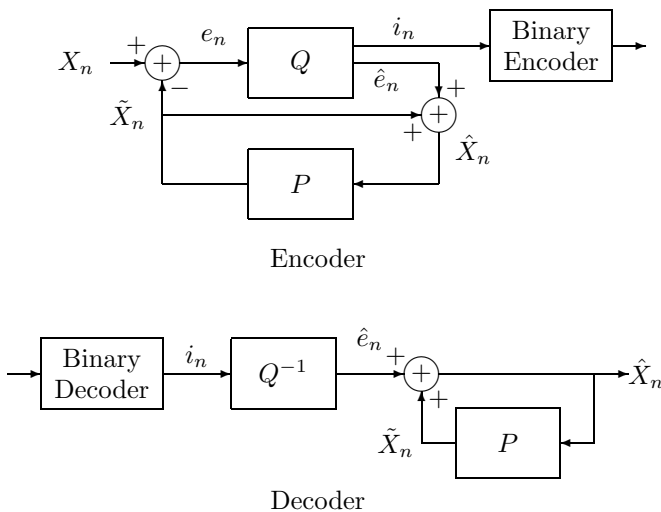 X_n
+
+
−
e_n
Q
i_n
Binary
Encoder
ê_n
+
+
+
X̃_n
X̂_n
P
Encoder
Binary
Decoder
i_n
Q^{-1}
ê_n
+
+
+
X̂_n
X̃_n
P
Decoder